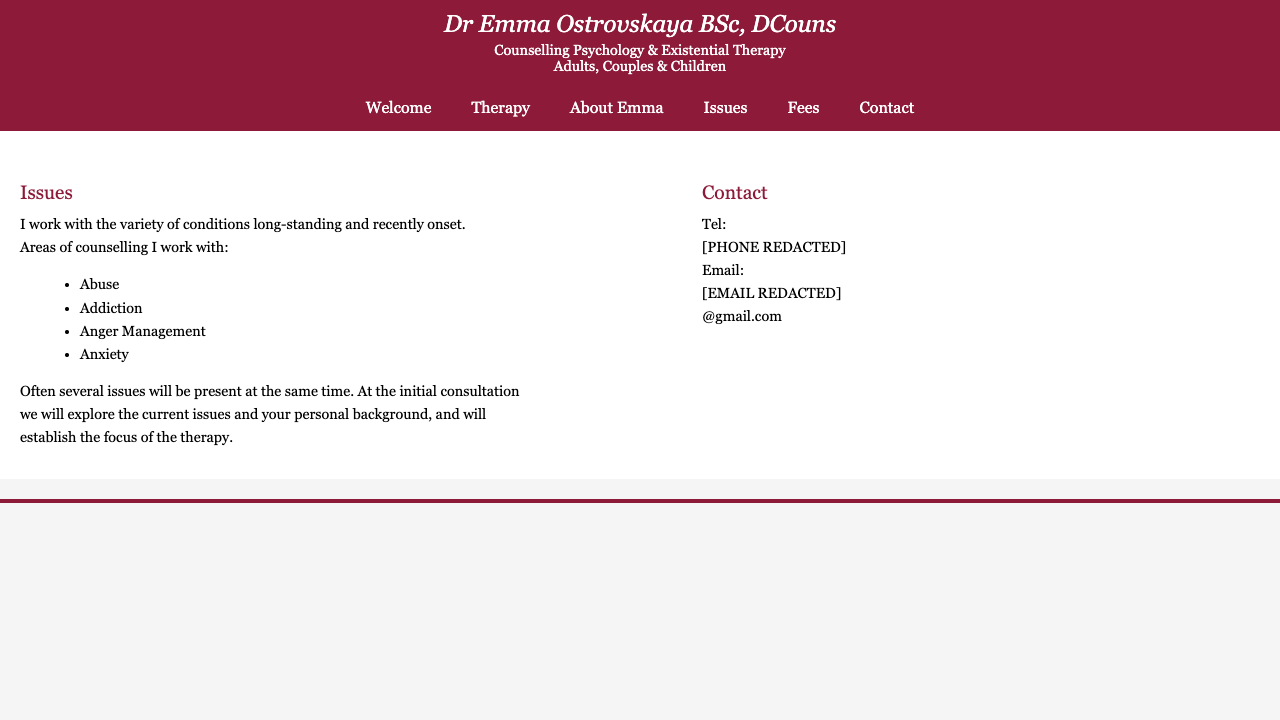 Dr Emma Ostrovskaya BSc, DCouns
Counselling Psychology & Existential Therapy
Adults, Couples & Children
Welcome Therapy About Emma Issues Fees Contact
Issues
I work with the variety of conditions long-standing and recently onset.
Areas of counselling I work with:
• Abuse
• Addiction
• Anger Management
• Anxiety
Often several issues will be present at the same time. At the initial consultation
we will explore the current issues and your personal background, and will
establish the focus of the therapy.
Contact
Tel:
[PHONE REDACTED]
Email:
[EMAIL REDACTED]
@gmail.com